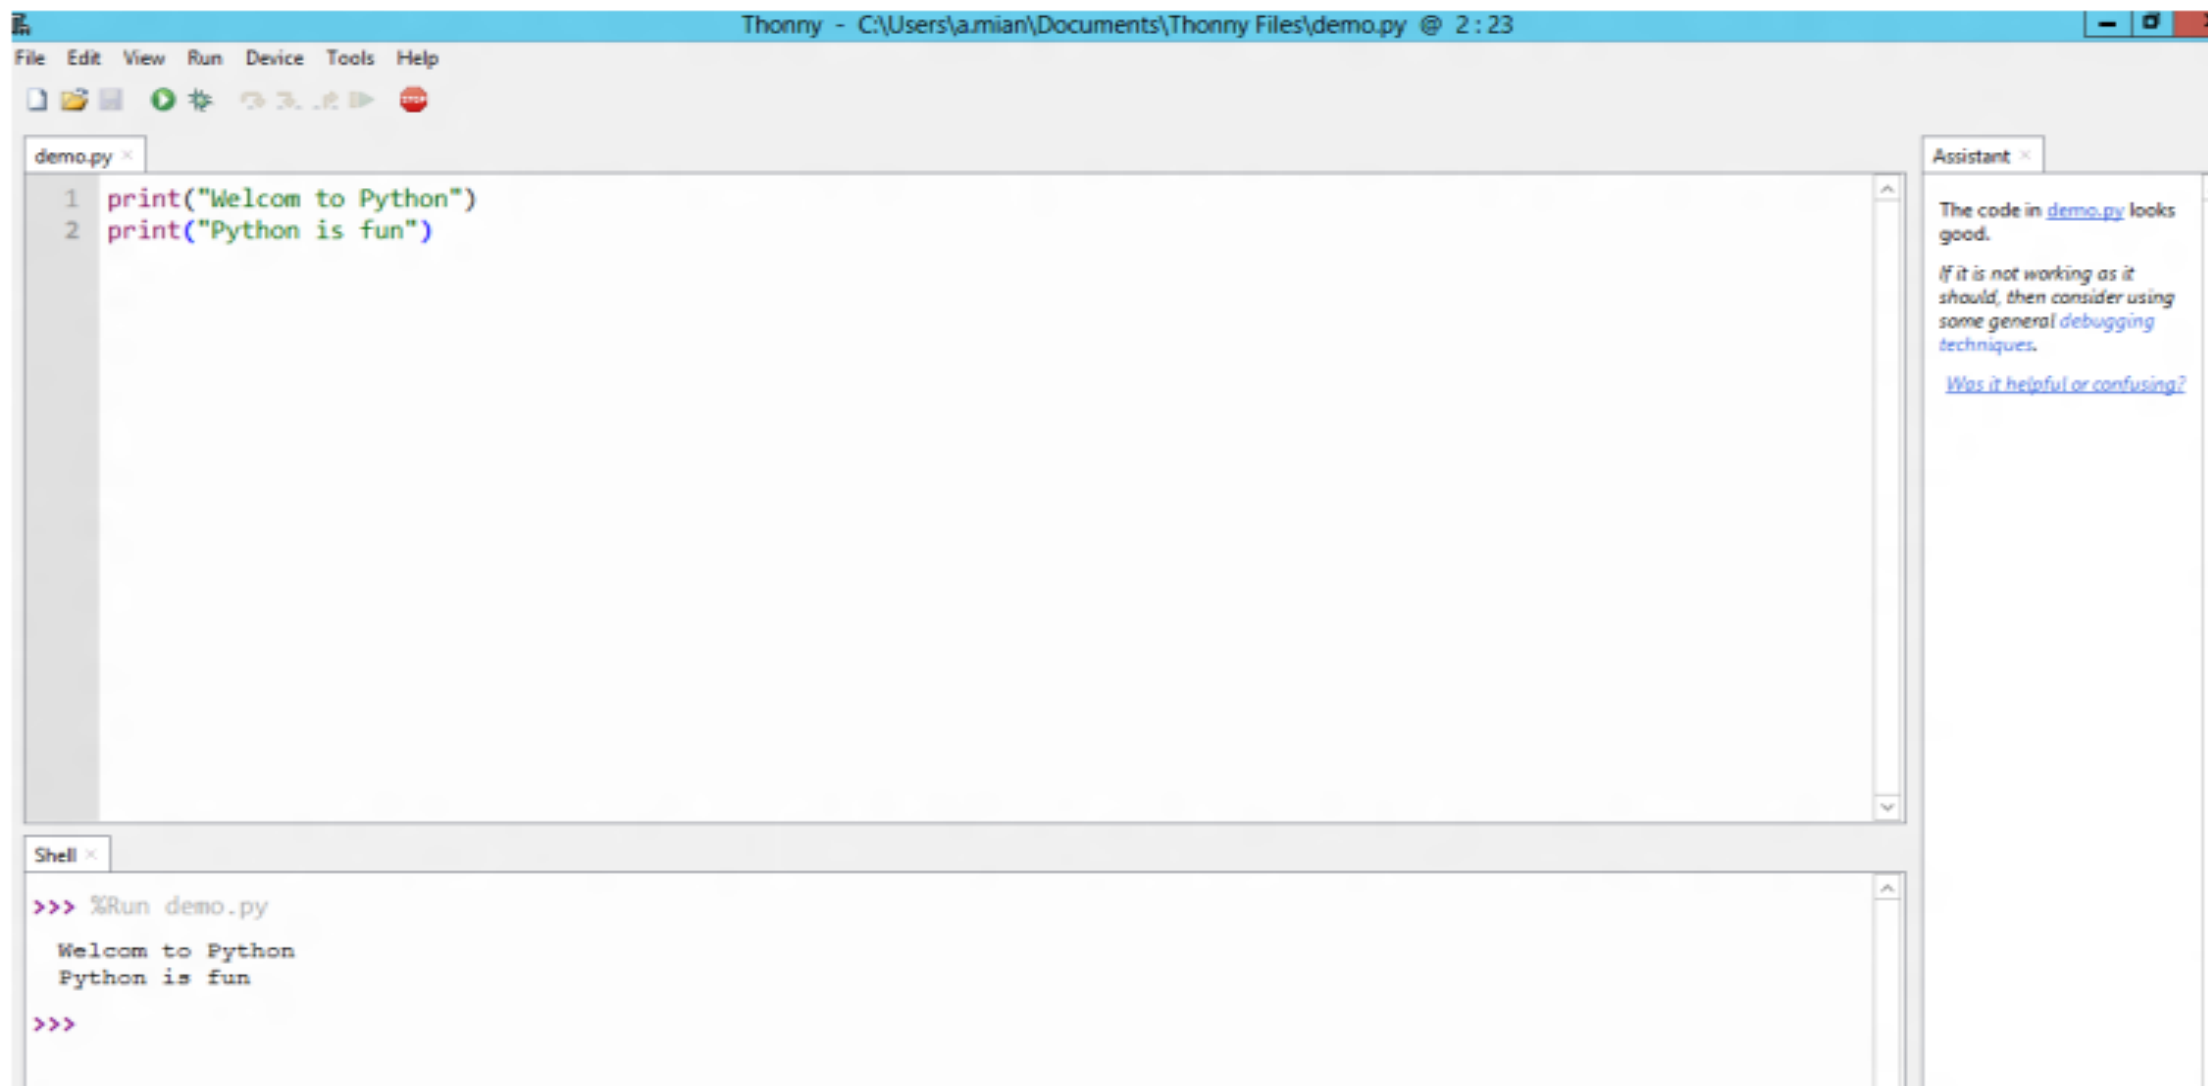 Thonny - C:\Users\a.mian\Documents\Thonny Files\demo.py @ 2:23
File Edit View Run Device Tools Help
STOP
demo.py
1 print("Welcom to Python")
2 print("Python is fun")
Assistant
The code in demo.py looks
good.
If it is not working as it
should, then consider using
some general debugging
techniques.
Was it helpful or confusing?
Shell
>>> %Run demo.py
Welcom to Python
Python is fun
>>>